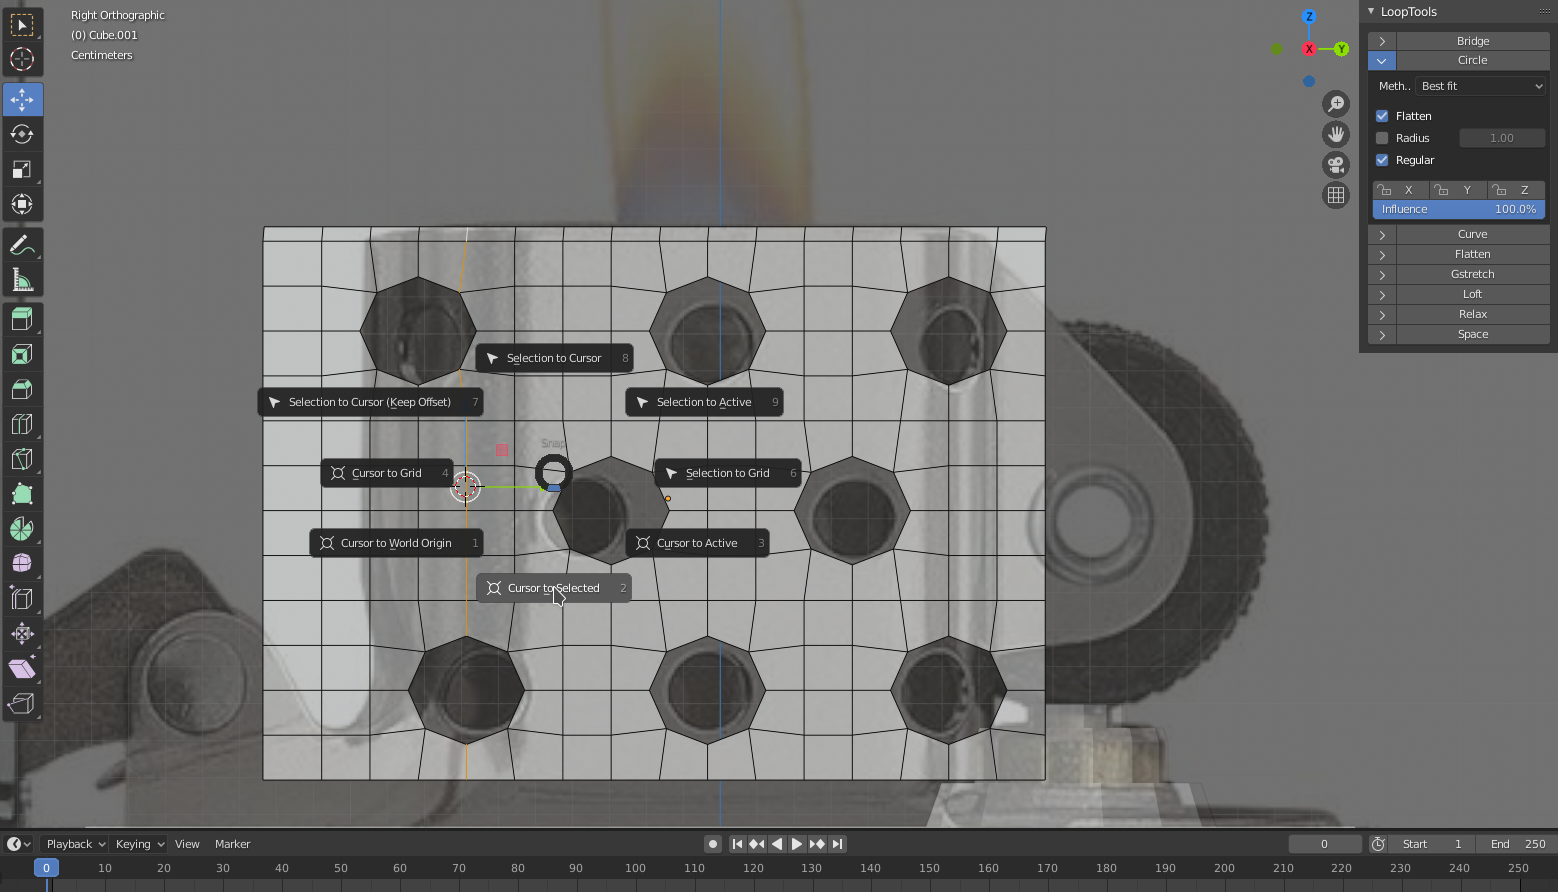 Right Orthographic
(0) Cube.001
Centimeters
Z
X
Y
LoopTools
Bridge
Circle
Meth.. Best fit
Flatten
Radius 1.00
Regular
X Y Z
Influence 100.0%
Curve
Flatten
Gstretch
Loft
Relax
Space
Selection to Cursor 8
Selection to Cursor (Keep Offset) 7
Selection to Active 9
Snap
Cursor to Grid 4
Selection to Grid 6
Cursor to World Origin 1
Cursor to Active 3
Cursor to Selected 2
Playback Keying View Marker 0 Start 1 End 250
0 10 20 30 40 50 60 70 80 90 100 110 120 130 140 150 160 170 180 190 200 210 220 230 240 250